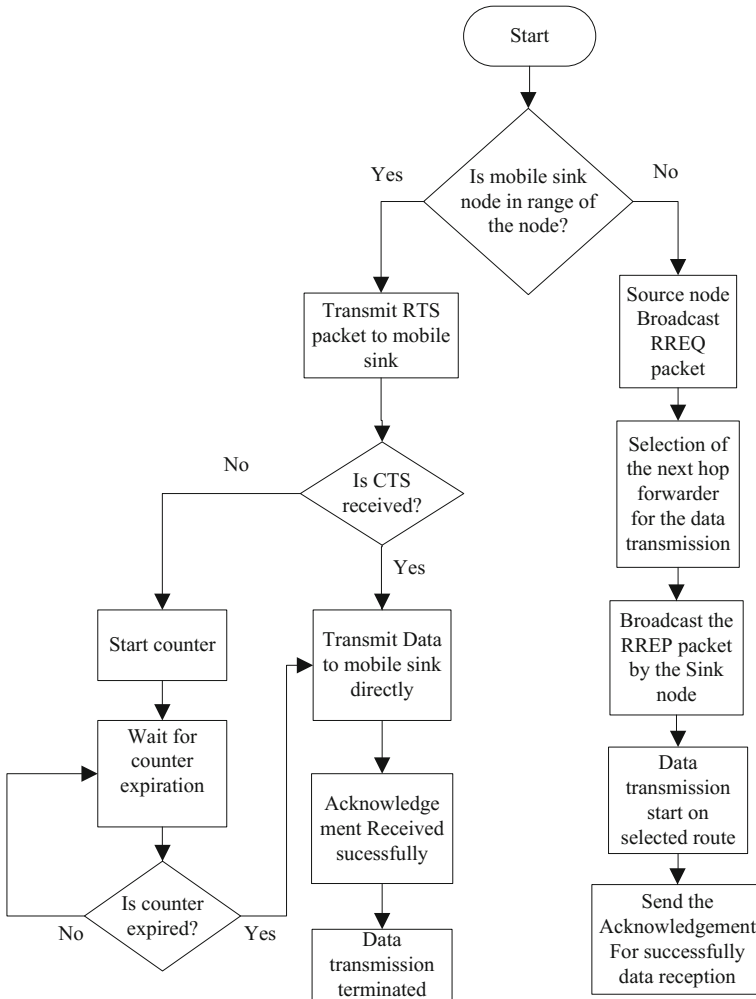 Start
Is mobile sink
node in range of
the node?
Yes
No
Transmit RTS
packet to mobile
sink
Source node
Broadcast
RREQ
packet
Is CTS
received?
No
Yes
Selection of
the next hop
forwarder
for the data
transmission
Start counter
Transmit Data
to mobile sink
directly
Broadcast the
RREP packet
by the Sink
node
Wait for
counter
expiration
Acknowledge
ment Received
sucessfully
Data
transmission
start on
selected route
Is counter
expired?
No
Yes
Data
transmission
terminated
Send the
Acknowledgement
For successfully
data reception